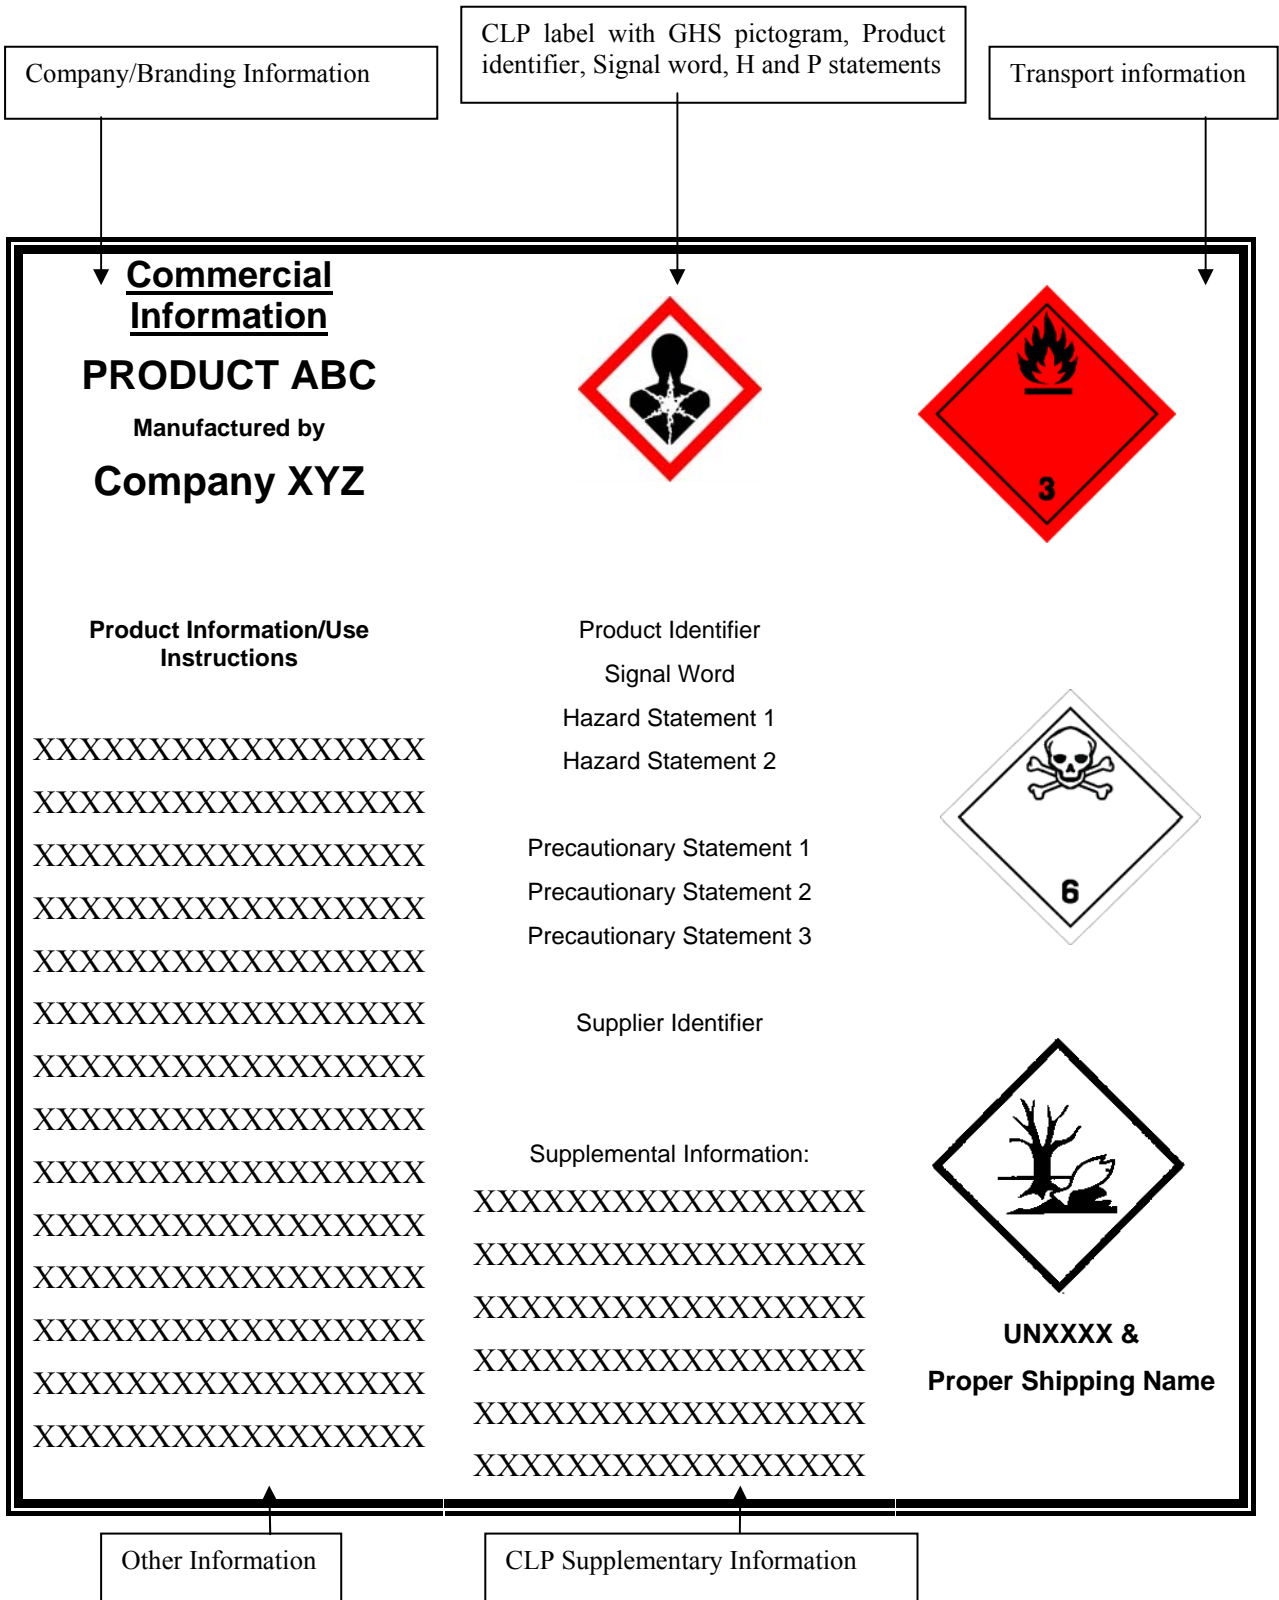 Company/Branding Information
CLP label with GHS pictogram, Product
identifier, Signal word, H and P statements
Transport information
Commercial
Information
PRODUCT ABC
Manufactured by
Company XYZ
3
Product Information/Use
Instructions
XXXXXXXXXXXXXXXXX
XXXXXXXXXXXXXXXXX
XXXXXXXXXXXXXXXXX
XXXXXXXXXXXXXXXXX
XXXXXXXXXXXXXXXXX
XXXXXXXXXXXXXXXXX
XXXXXXXXXXXXXXXXX
XXXXXXXXXXXXXXXXX
XXXXXXXXXXXXXXXXX
XXXXXXXXXXXXXXXXX
XXXXXXXXXXXXXXXXX
XXXXXXXXXXXXXXXXX
XXXXXXXXXXXXXXXXX
XXXXXXXXXXXXXXXXX
Product Identifier
Signal Word
Hazard Statement 1
Hazard Statement 2
Precautionary Statement 1
Precautionary Statement 2
Precautionary Statement 3
Supplier Identifier
Supplemental Information:
XXXXXXXXXXXXXXXXX
XXXXXXXXXXXXXXXXX
XXXXXXXXXXXXXXXXX
XXXXXXXXXXXXXXXXX
XXXXXXXXXXXXXXXXX
XXXXXXXXXXXXXXXXX
6
UNXXXX &
Proper Shipping Name
Other Information
CLP Supplementary Information